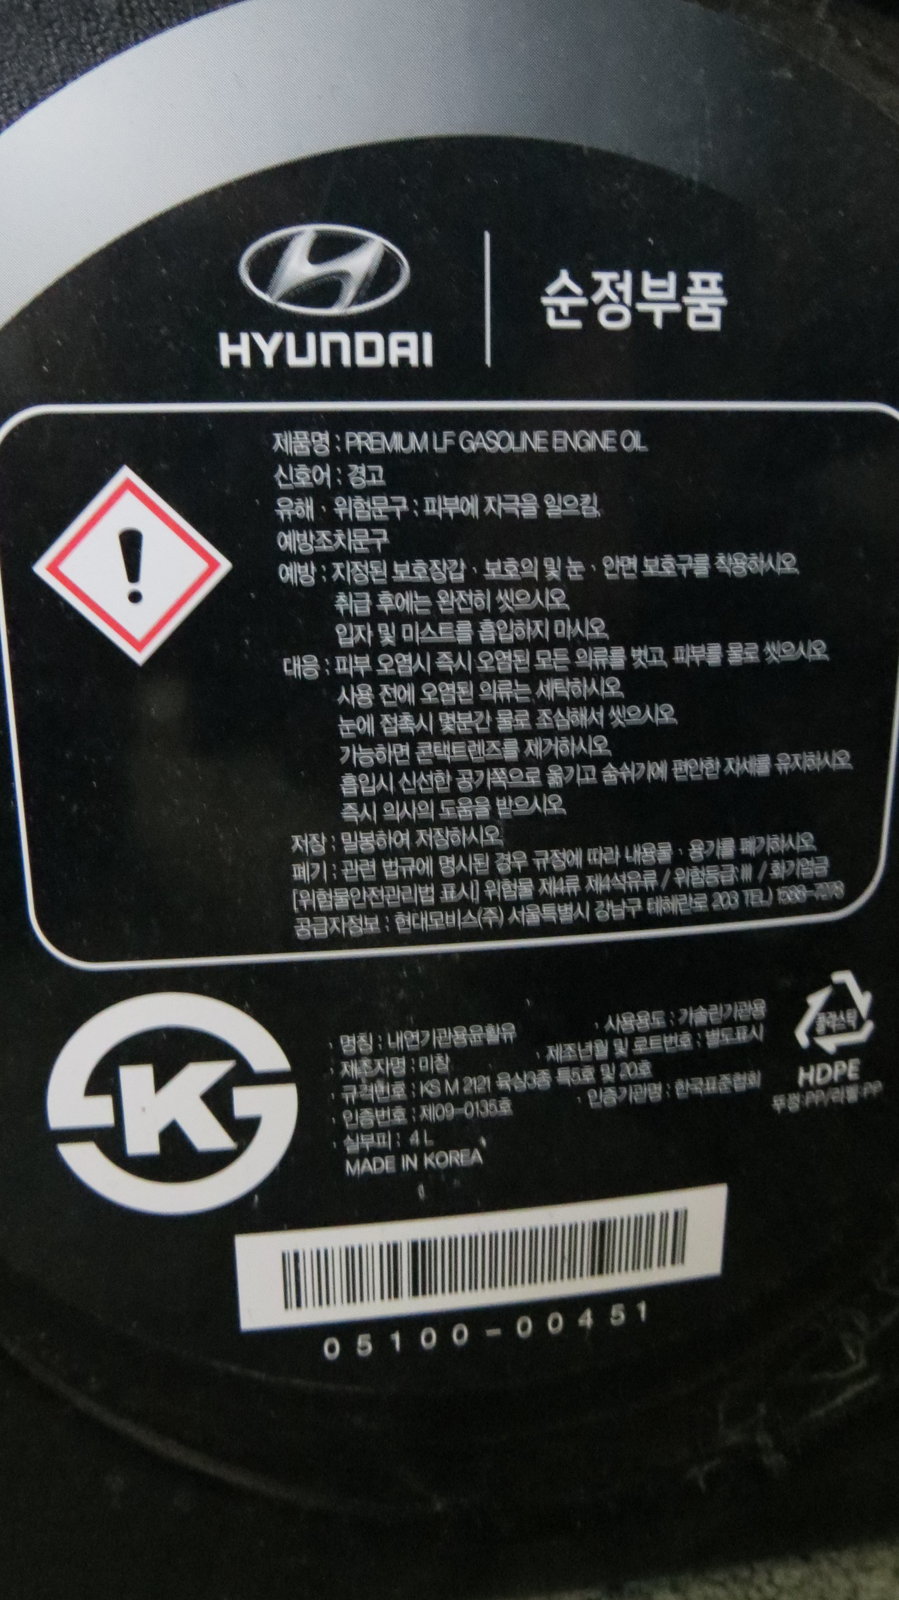 HYUNDAI
순정부품
제품명 : PREMIUM LF GASOLINE ENGINE OIL
신호어 : 경고
유해 · 위험문구 : 피부에 자극을 일으킴.
예방조치문구
예방 : 지정된 보호장갑 · 보호의 및 눈 · 안면 보호구를 착용하시오.
취급 후에는 완전히 씻으시오.
입자 및 미스트를 흡입하지 마시오.
대응 : 피부 오염시 즉시 오염된 모든 의류를 벗고, 피부를 물로 씻으시오.
사용 전에 오염된 의류는 세탁하시오.
눈에 접촉시 몇분간 물로 조심해서 씻으시오.
가능하면 콘택트렌즈를 제거하시오.
흡입시 신선한 공기쪽으로 옮기고 숨쉬기에 편안한 자세를 유지하시오.
즉시 의사의 도움을 받으시오.
저장 : 밀봉하여 저장하시오.
폐기 : 관련 법규에 명시된 경우 규정에 따라 내용물 · 용기를 폐기하시오.
[위험물안전관리법 표시] 위험물 제4류 제4석유류 / 위험등급:III / 화기엄금
공급자정보 : 현대모비스(주) 서울특별시 강남구 테헤란로 203 TEL)
K
· 명칭 : 내연기관용윤활유
· 사용용도 : 가솔린기관용
· 제조자명 : 미창
· 제조년월 및 로트번호 : 별도표시
· 규격번호 : KS M 2121 육상3종 특5호 및 20호
· 인증번호 : 제09-0135호
· 인증기관명 : 한국표준협회
· 실부피 : 4 L
MADE IN KOREA
플라스틱
HDPE
뚜껑:PP/리벨:PP
05100-00451